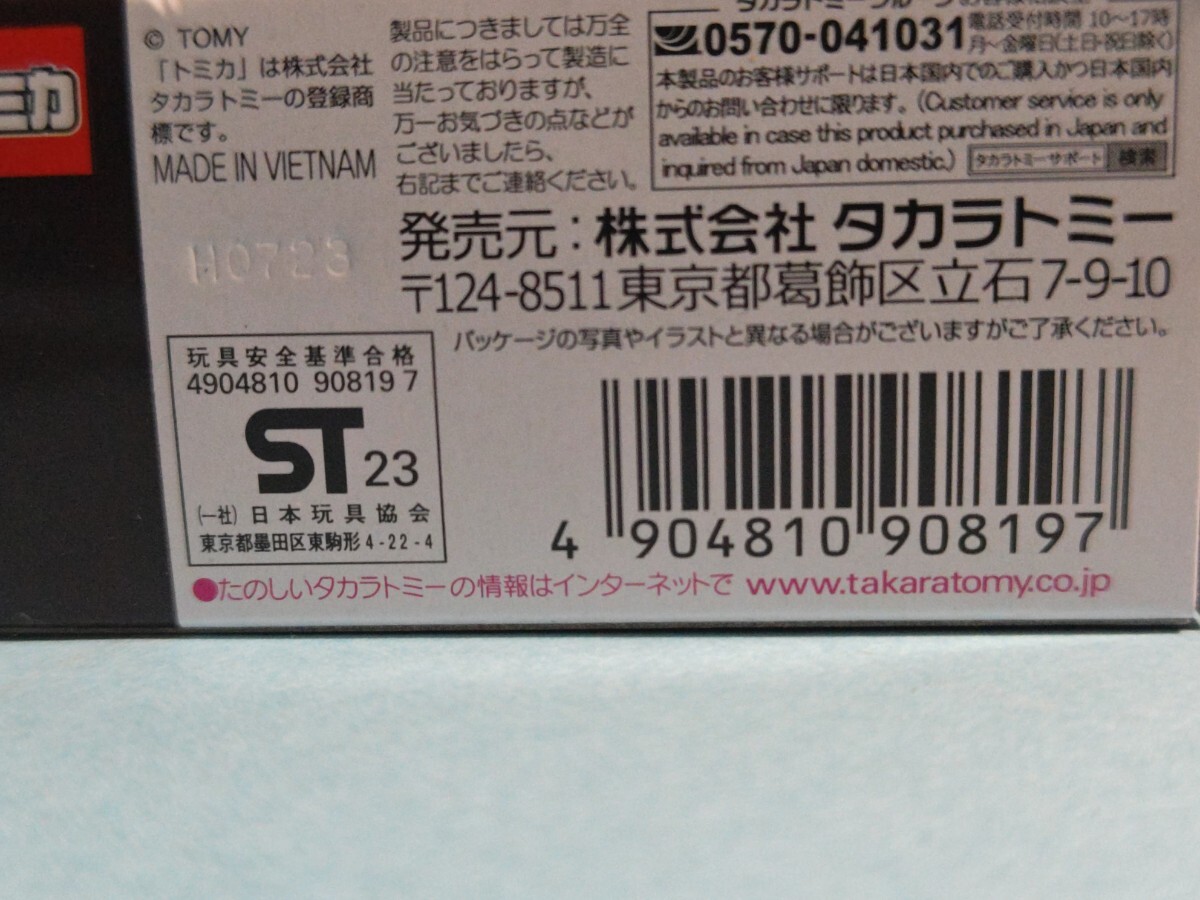 ミカ
© TOMY
「トミカ」は株式会社
タカラトミーの登録商
標です。
MADE IN VIETNAM
H0723
製品につきましては万全
の注意をはらって製造に
当たっておりますが、
万一お気づきの点などが
ございましたら、
右記までご連絡ください。
0570-041031
電話受付時間 10〜17時
月〜金曜日(土日・祝日除く)
本製品のお客様サポートは日本国内でのご購入かつ日本国内
からのお問い合わせに限ります。(Customer service is only
available in case this product purchased in Japan and
inquired from Japan domestic.) タカラトミーサポート 検索
発売元:株式会社 タカラトミー
〒124-8511 東京都葛飾区立石7-9-10
パッケージの写真やイラストと異なる場合がございますがご了承ください。
玩具安全基準合格
4904810 90819 7
ST 23
(一社) 日本玩具協会
東京都墨田区東駒形4-22-4
4 904810 908197
●たのしいタカラトミーの情報はインターネットで www.takaratomy.co.jp